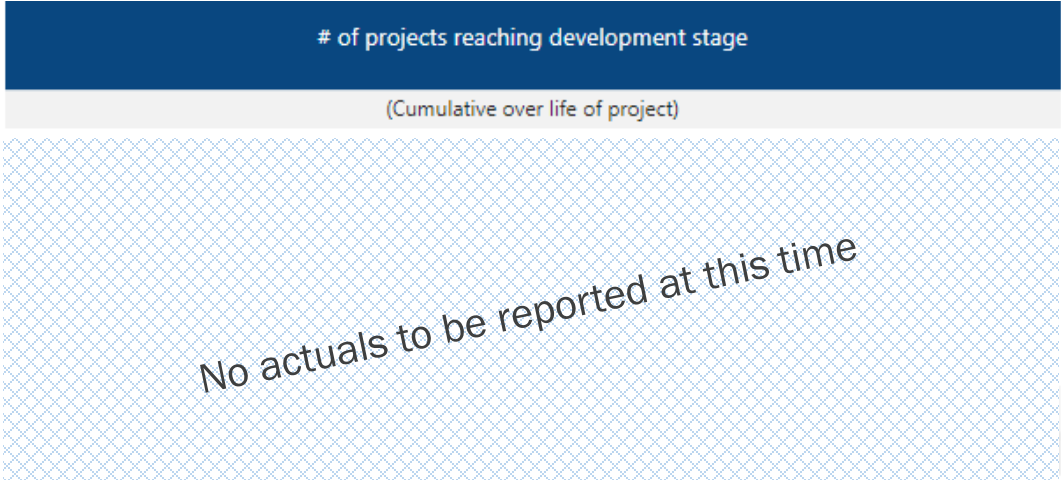 # of projects reaching development stage
(Cumulative over life of project)
No actuals to be reported at this time